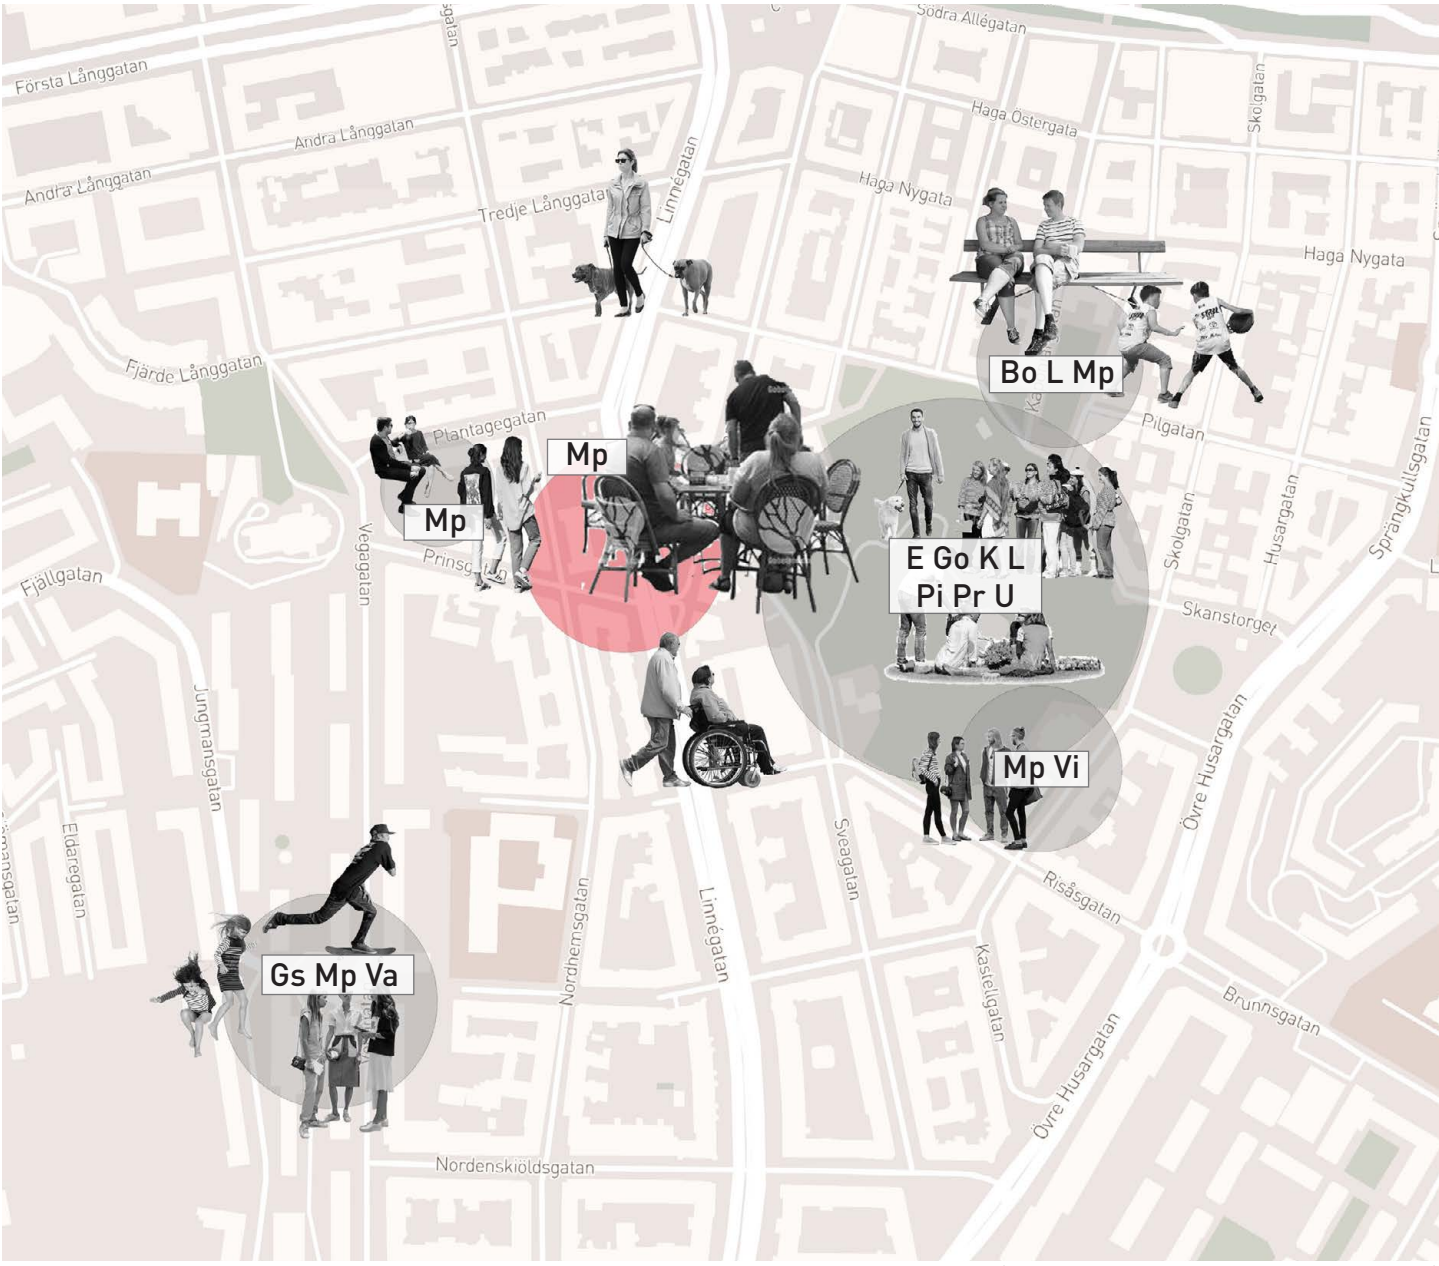 Södra Allégatan
Första Långgatan
Skolgatan
Haga Östergata
Andra Långgatan
Andra Långgatan
Linnégatan
Haga Nygata
Tredje Långgatan
Haga Nygata
Fjärde Långgatan
Bo L Mp
Plantagegatan
Pilgatan
Mp
Sprängkullsgatan
Mp
Skolgatan
Husargatan
Vegagatan
Prinsgatan
E Go K L
Pi Pr U
Fjällgatan
Skanstorget
Jungmansgatan
Övre Husargatan
Mp Vi
Eldaregatan
Sveagatan
Risåsgatan
Linnégatan
Nordhemsgatan
Gs Mp Va
Kastellgatan
Brunnsgatan
Övre Husargatan
Nordenskiöldsgatan